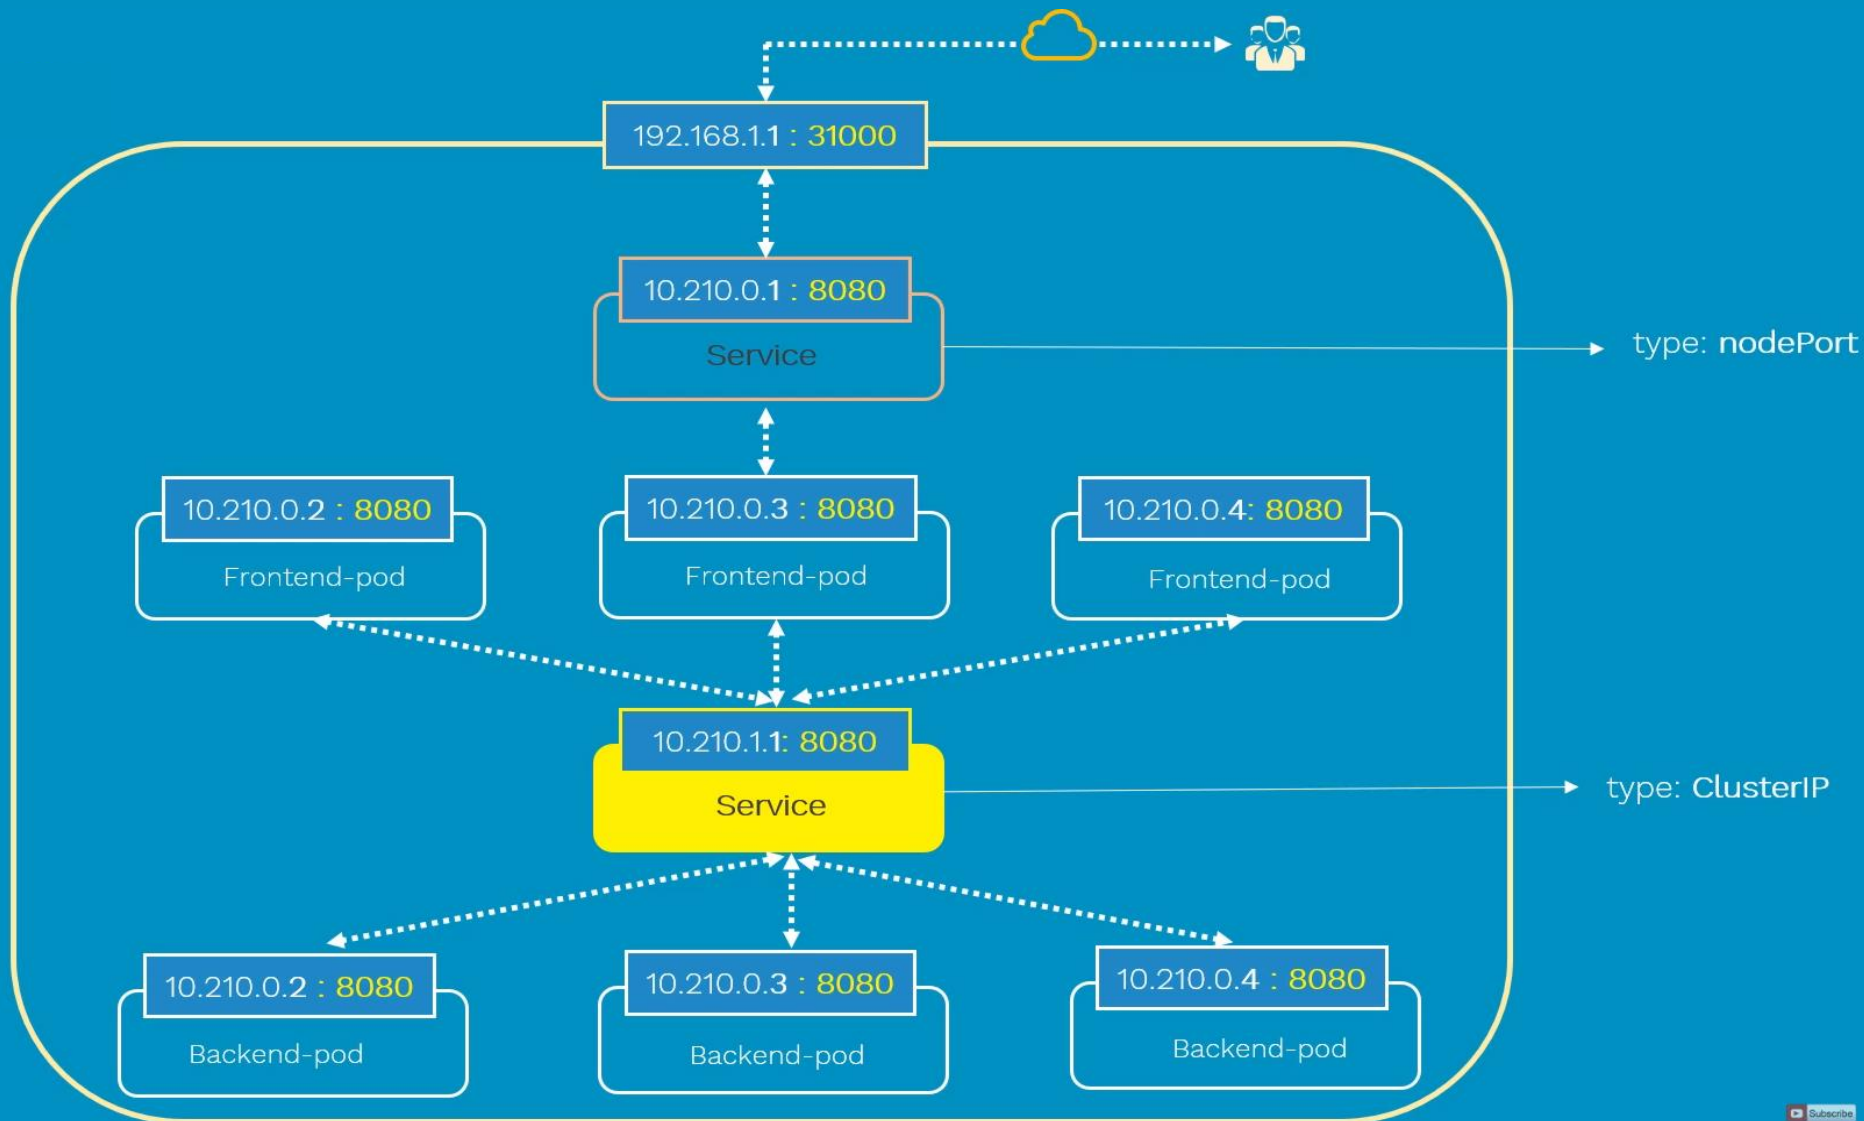 192.168.1.1 : 31000
10.210.0.1 : 8080
Service
type: nodePort
10.210.0.2 : 8080
10.210.0.3 : 8080
10.210.0.4: 8080
Frontend-pod
Frontend-pod
Frontend-pod
10.210.1.1: 8080
Service
type: ClusterIP
10.210.0.2 : 8080
10.210.0.3 : 8080
10.210.0.4 : 8080
Backend-pod
Backend-pod
Backend-pod
Subscribe